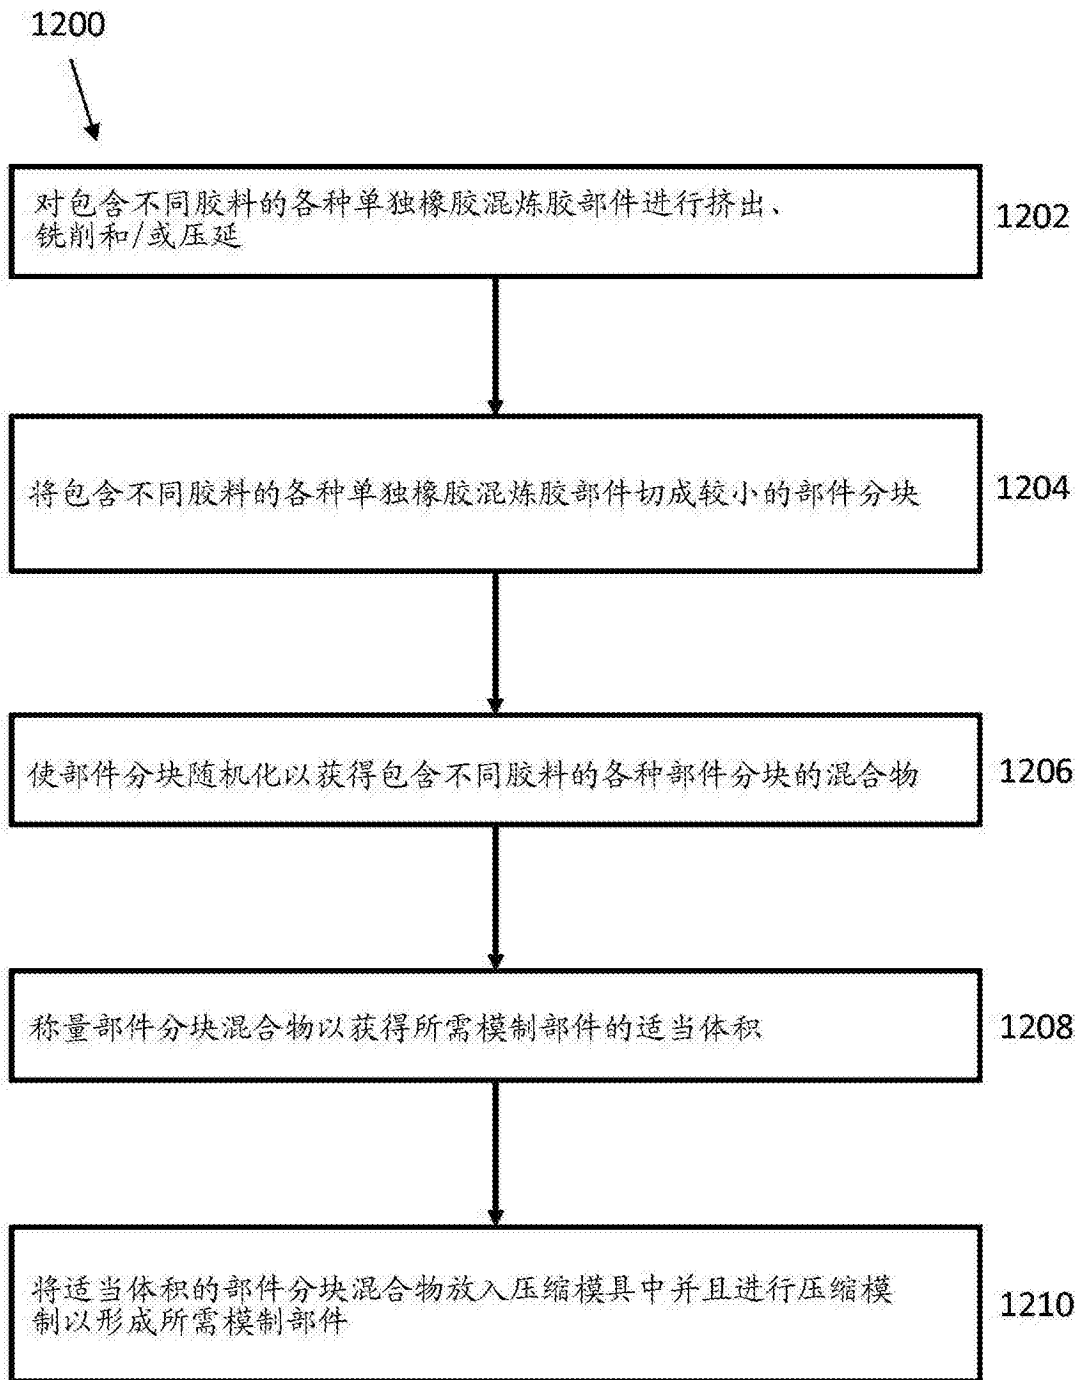 1200
对包含不同胶料的各种单独橡胶混炼胶部件进行挤出、
铣削和/或压延
1202
将包含不同胶料的各种单独橡胶混炼胶部件切成较小的部件分块
1204
使部件分块随机化以获得包含不同胶料的各种部件分块的混合物
1206
称量部件分块混合物以获得所需模制部件的适当体积
1208
将适当体积的部件分块混合物放入压缩模具中并且进行压缩模
制以形成所需模制部件
1210